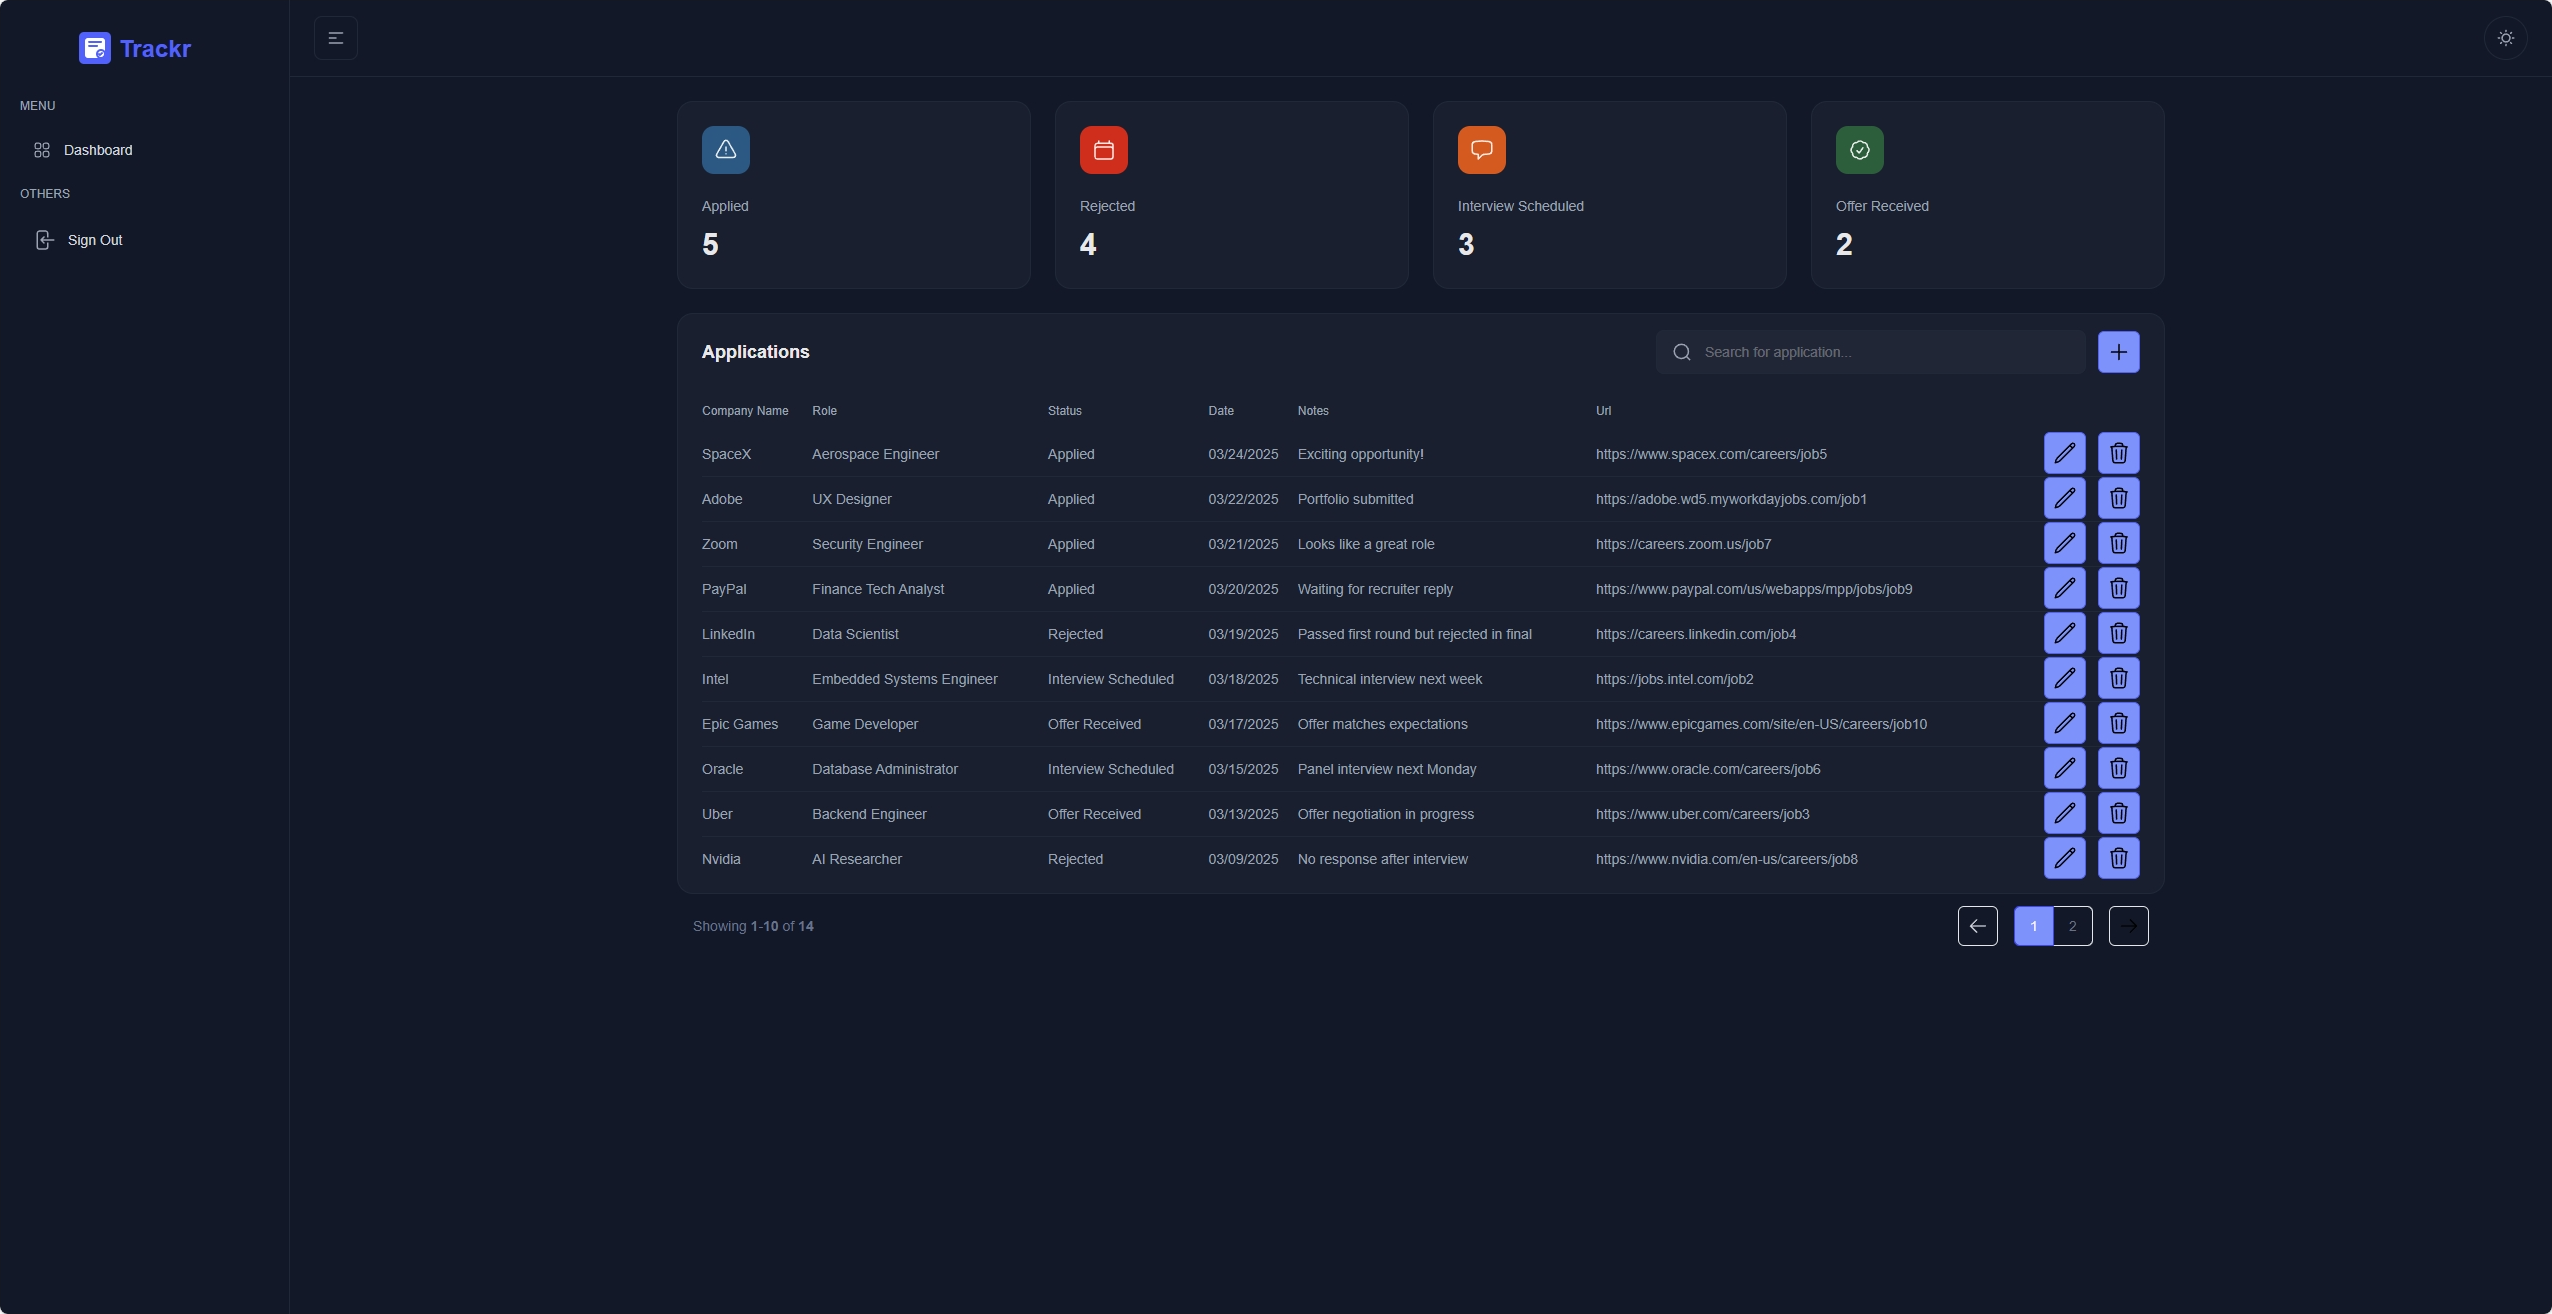 Trackr
MENU
Dashboard
OTHERS
Sign Out
Applied
5
Rejected
4
Interview Scheduled
3
Offer Received
2
Applications
Search for application...
Company Name Role Status Date Notes Url
SpaceX Aerospace Engineer Applied 03/24/2025 Exciting opportunity! https://www.spacex.com/careers/job5
Adobe UX Designer Applied 03/22/2025 Portfolio submitted https://adobe.wd5.myworkdayjobs.com/job1
Zoom Security Engineer Applied 03/21/2025 Looks like a great role https://careers.zoom.us/job7
PayPal Finance Tech Analyst Applied 03/20/2025 Waiting for recruiter reply https://www.paypal.com/us/webapps/mpp/jobs/job9
LinkedIn Data Scientist Rejected 03/19/2025 Passed first round but rejected in final https://careers.linkedin.com/job4
Intel Embedded Systems Engineer Interview Scheduled 03/18/2025 Technical interview next week https://jobs.intel.com/job2
Epic Games Game Developer Offer Received 03/17/2025 Offer matches expectations https://www.epicgames.com/site/en-US/careers/job10
Oracle Database Administrator Interview Scheduled 03/15/2025 Panel interview next Monday https://www.oracle.com/careers/job6
Uber Backend Engineer Offer Received 03/13/2025 Offer negotiation in progress https://www.uber.com/careers/job3
Nvidia AI Researcher Rejected 03/09/2025 No response after interview https://www.nvidia.com/en-us/careers/job8
Showing 1-10 of 14
1 2